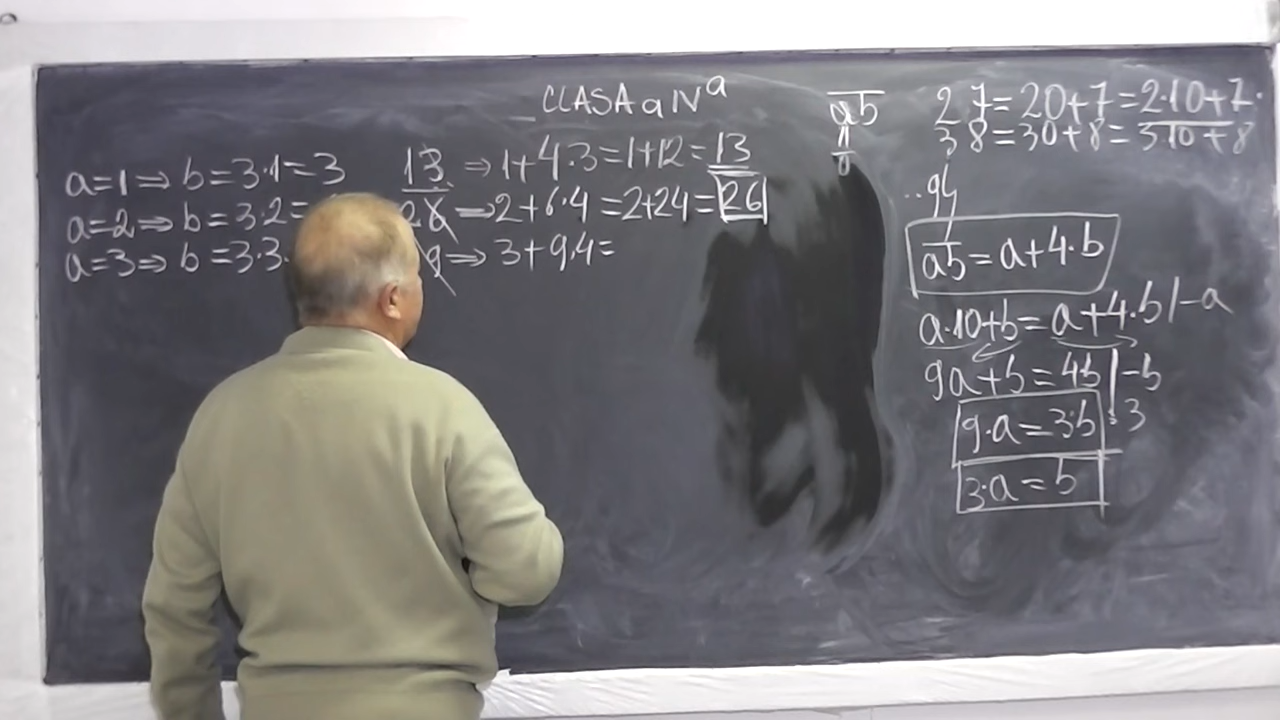 CLASA a IVª
a=1⇒ b=3·1=3 13 ⇒1+4·3=1+12=13
a=2⇒ b=3·2= ⇒2+6·4=2+24=26
a=3⇒ b=3·3· 9⇒ 3+9·4=
ab
27=20+7=2·10+7·
38=30+8=3·10+8
ab=a+4·b
a·10+b=a+4·b|-a
9a+b=4b|-b
9·a=3·b :3
3·a=b